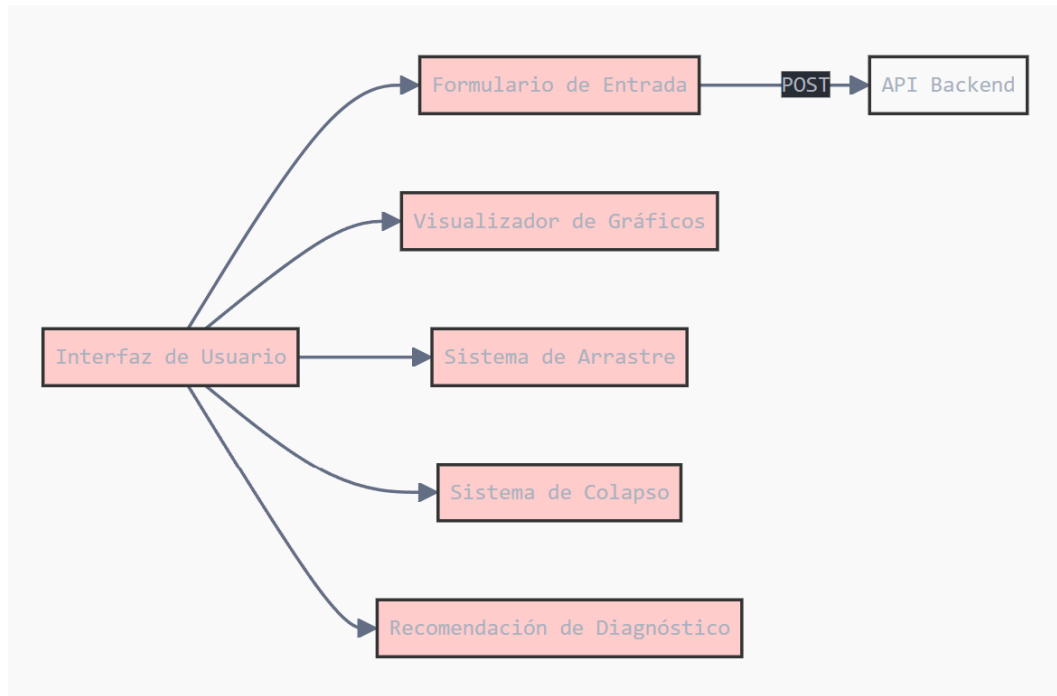 Formulario de Entrada
POST
API Backend
Visualizador de Gráficos
Interfaz de Usuario
Sistema de Arrastre
Sistema de Colapso
Recomendación de Diagnóstico